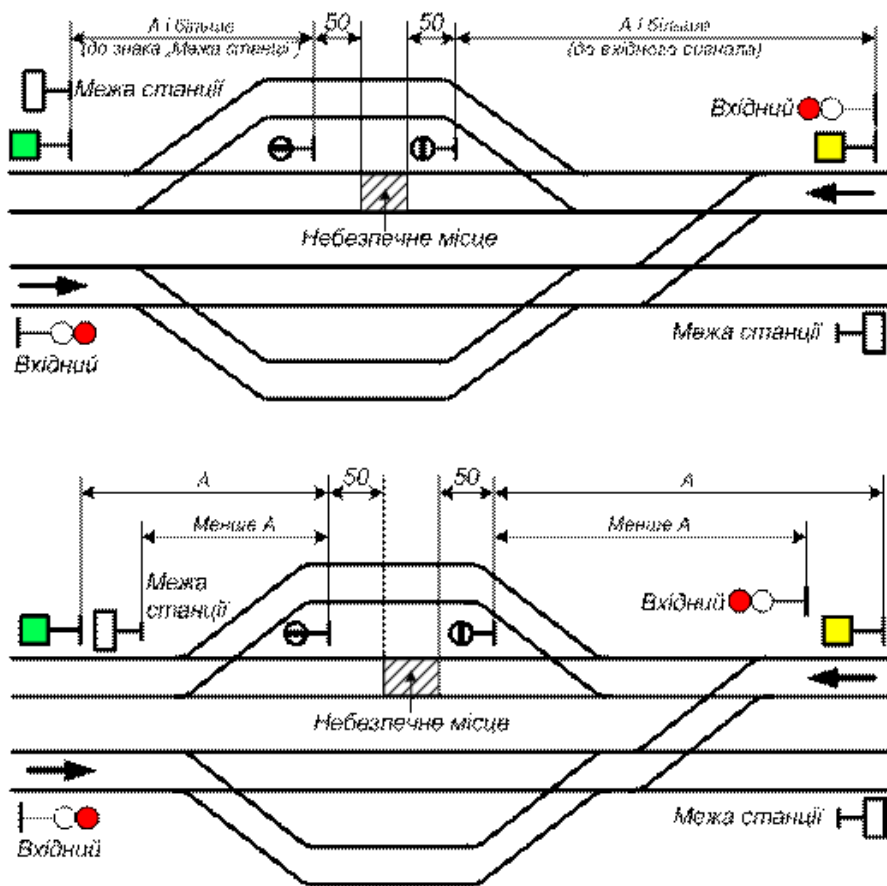 А і більше
(до знака „Межа станції")
50
50
А і більше
(до вхідного сигнала)
Межа станції
Вхідний
Небезпечне місце
Вхідний
Межа станції
А
50
50
А
Менше А
Менше А
Межа
станції
Вхідний
Небезпечне місце
Вхідний
Межа станції